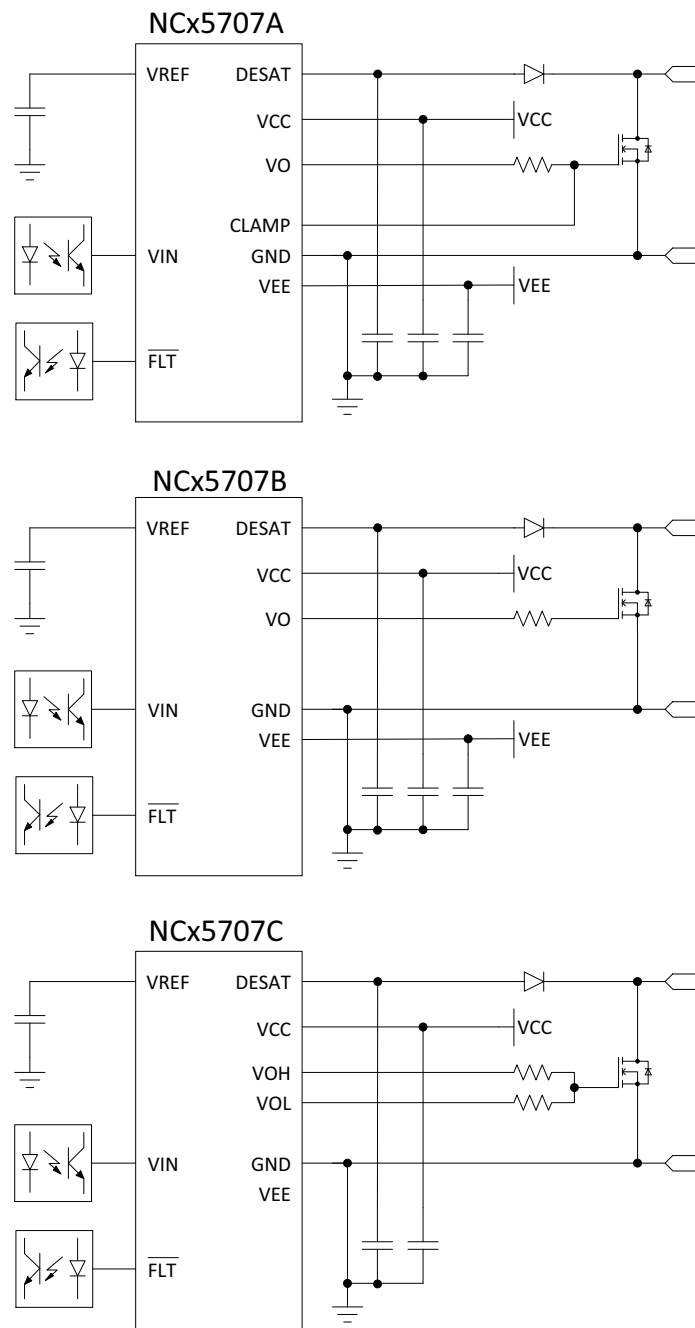 NCx5707A
VREF DESAT
VCC VCC
VO
CLAMP
VIN GND
VEE VEE
FLT
NCx5707B
VREF DESAT
VCC VCC
VO
VIN GND
VEE VEE
FLT
NCx5707C
VREF DESAT
VCC VCC
VOH
VOL
VIN GND
VEE
FLT